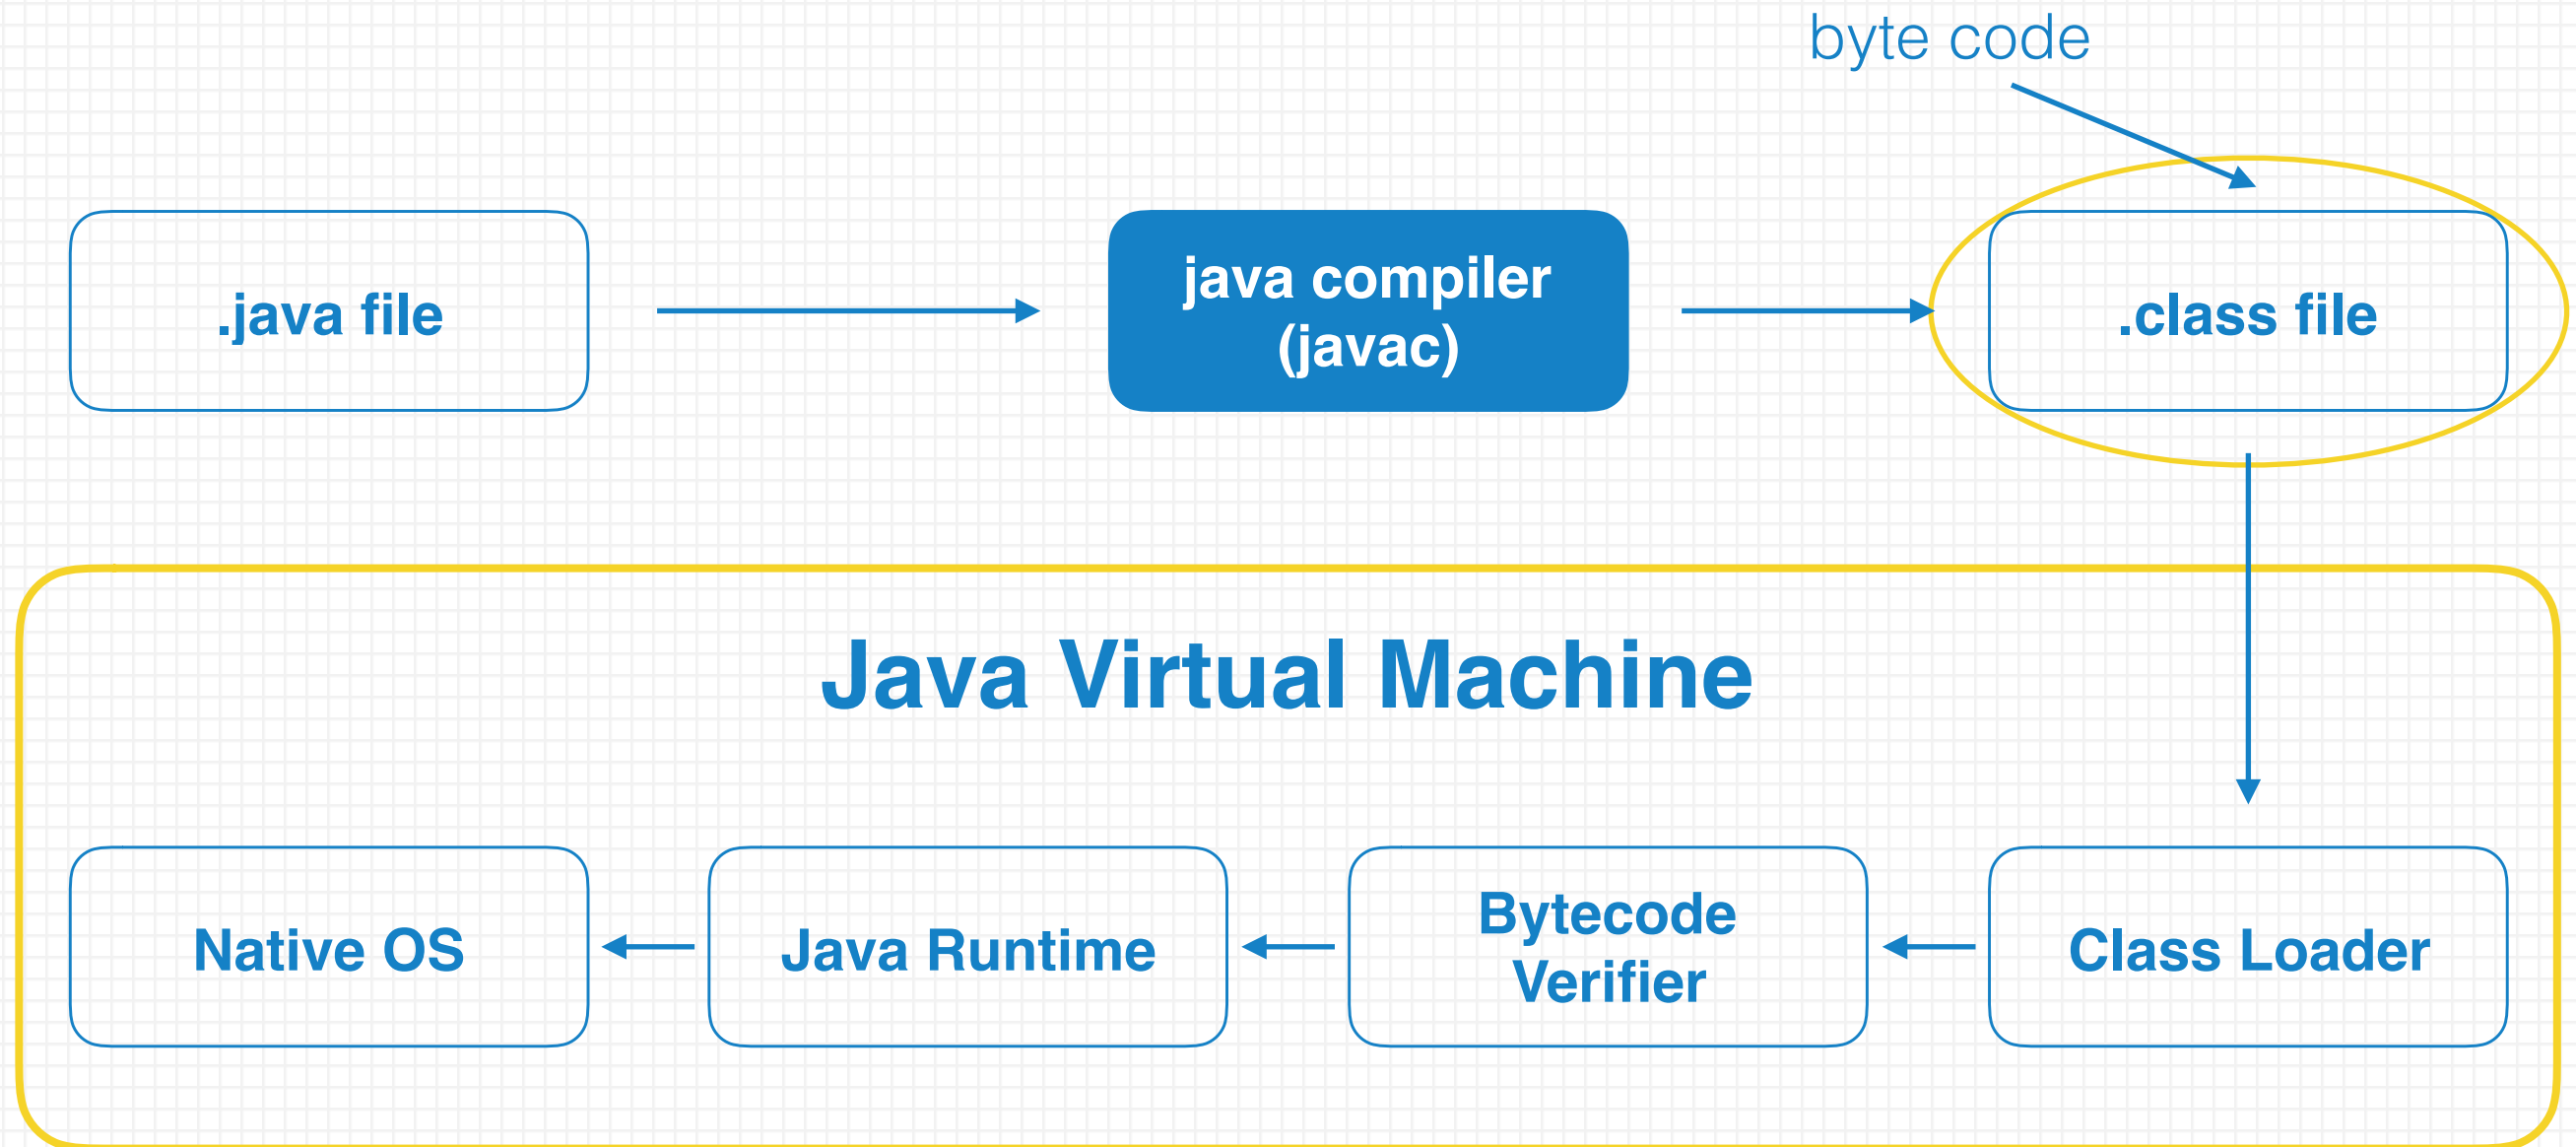 byte code
.java file
java compiler
(javac)
.class file
Java Virtual Machine
Native OS
Java Runtime
Bytecode
Verifier
Class Loader